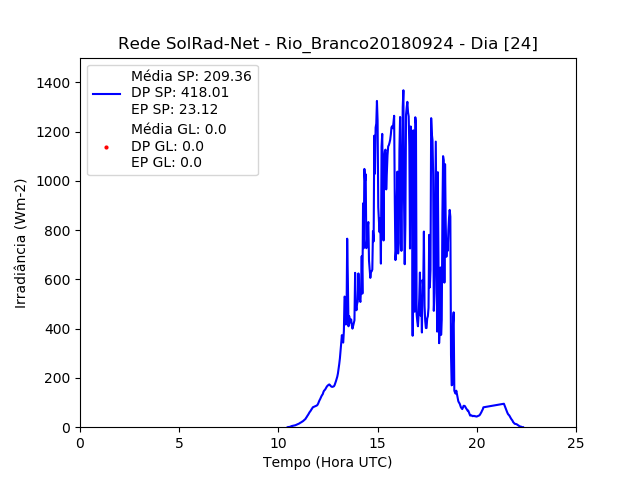 Rede SolRad-Net - Rio_Branco20180924 - Dia [24]
Média SP: 209.36
DP SP: 418.01
EP SP: 23.12
Média GL: 0.0
DP GL: 0.0
EP GL: 0.0
Irradiância (Wm-2)
1400
1200
1000
800
600
400
200
0
0 5 10 15 20 25
Tempo (Hora UTC)